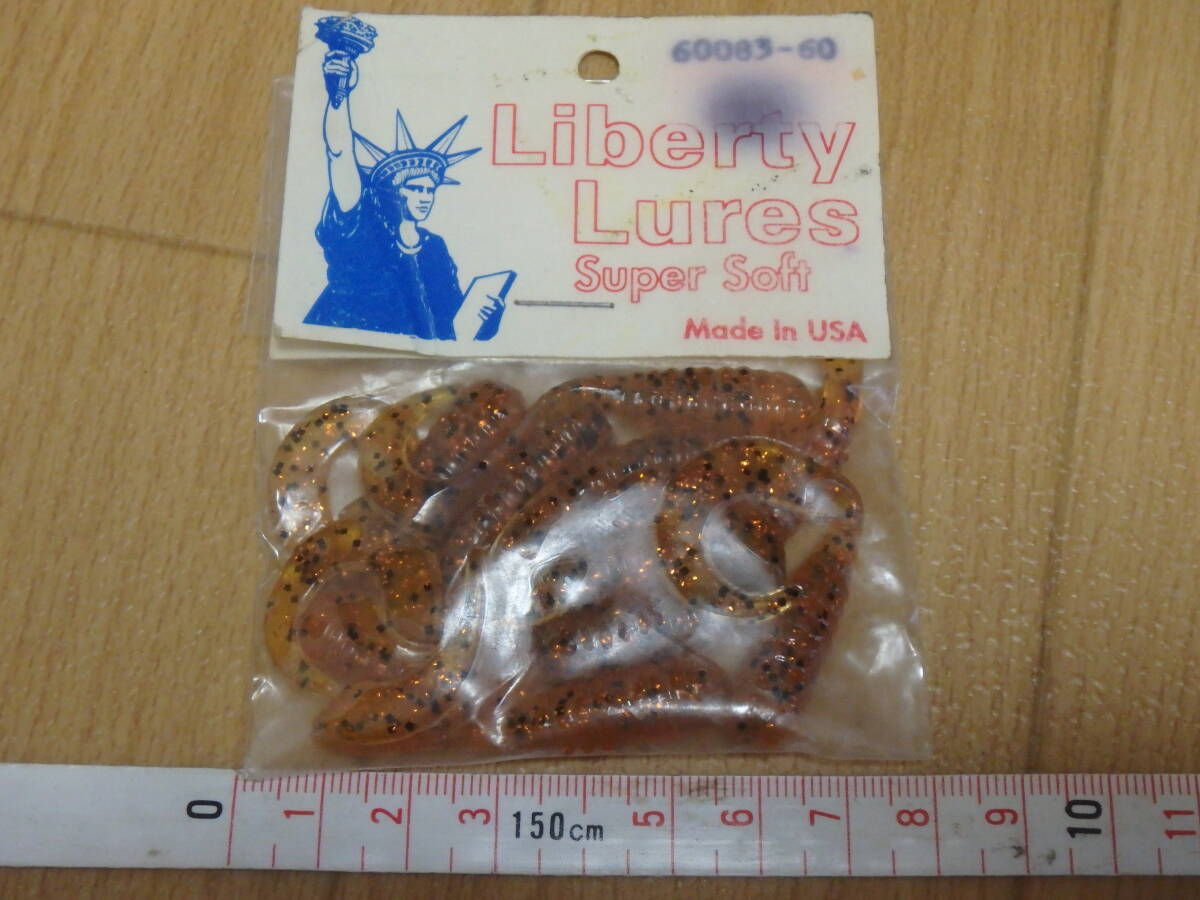 60083-60
Liberty
Lures
Super Soft
Made in USA
0 1 2 3 150cm 5 6 7 8 9 10 11